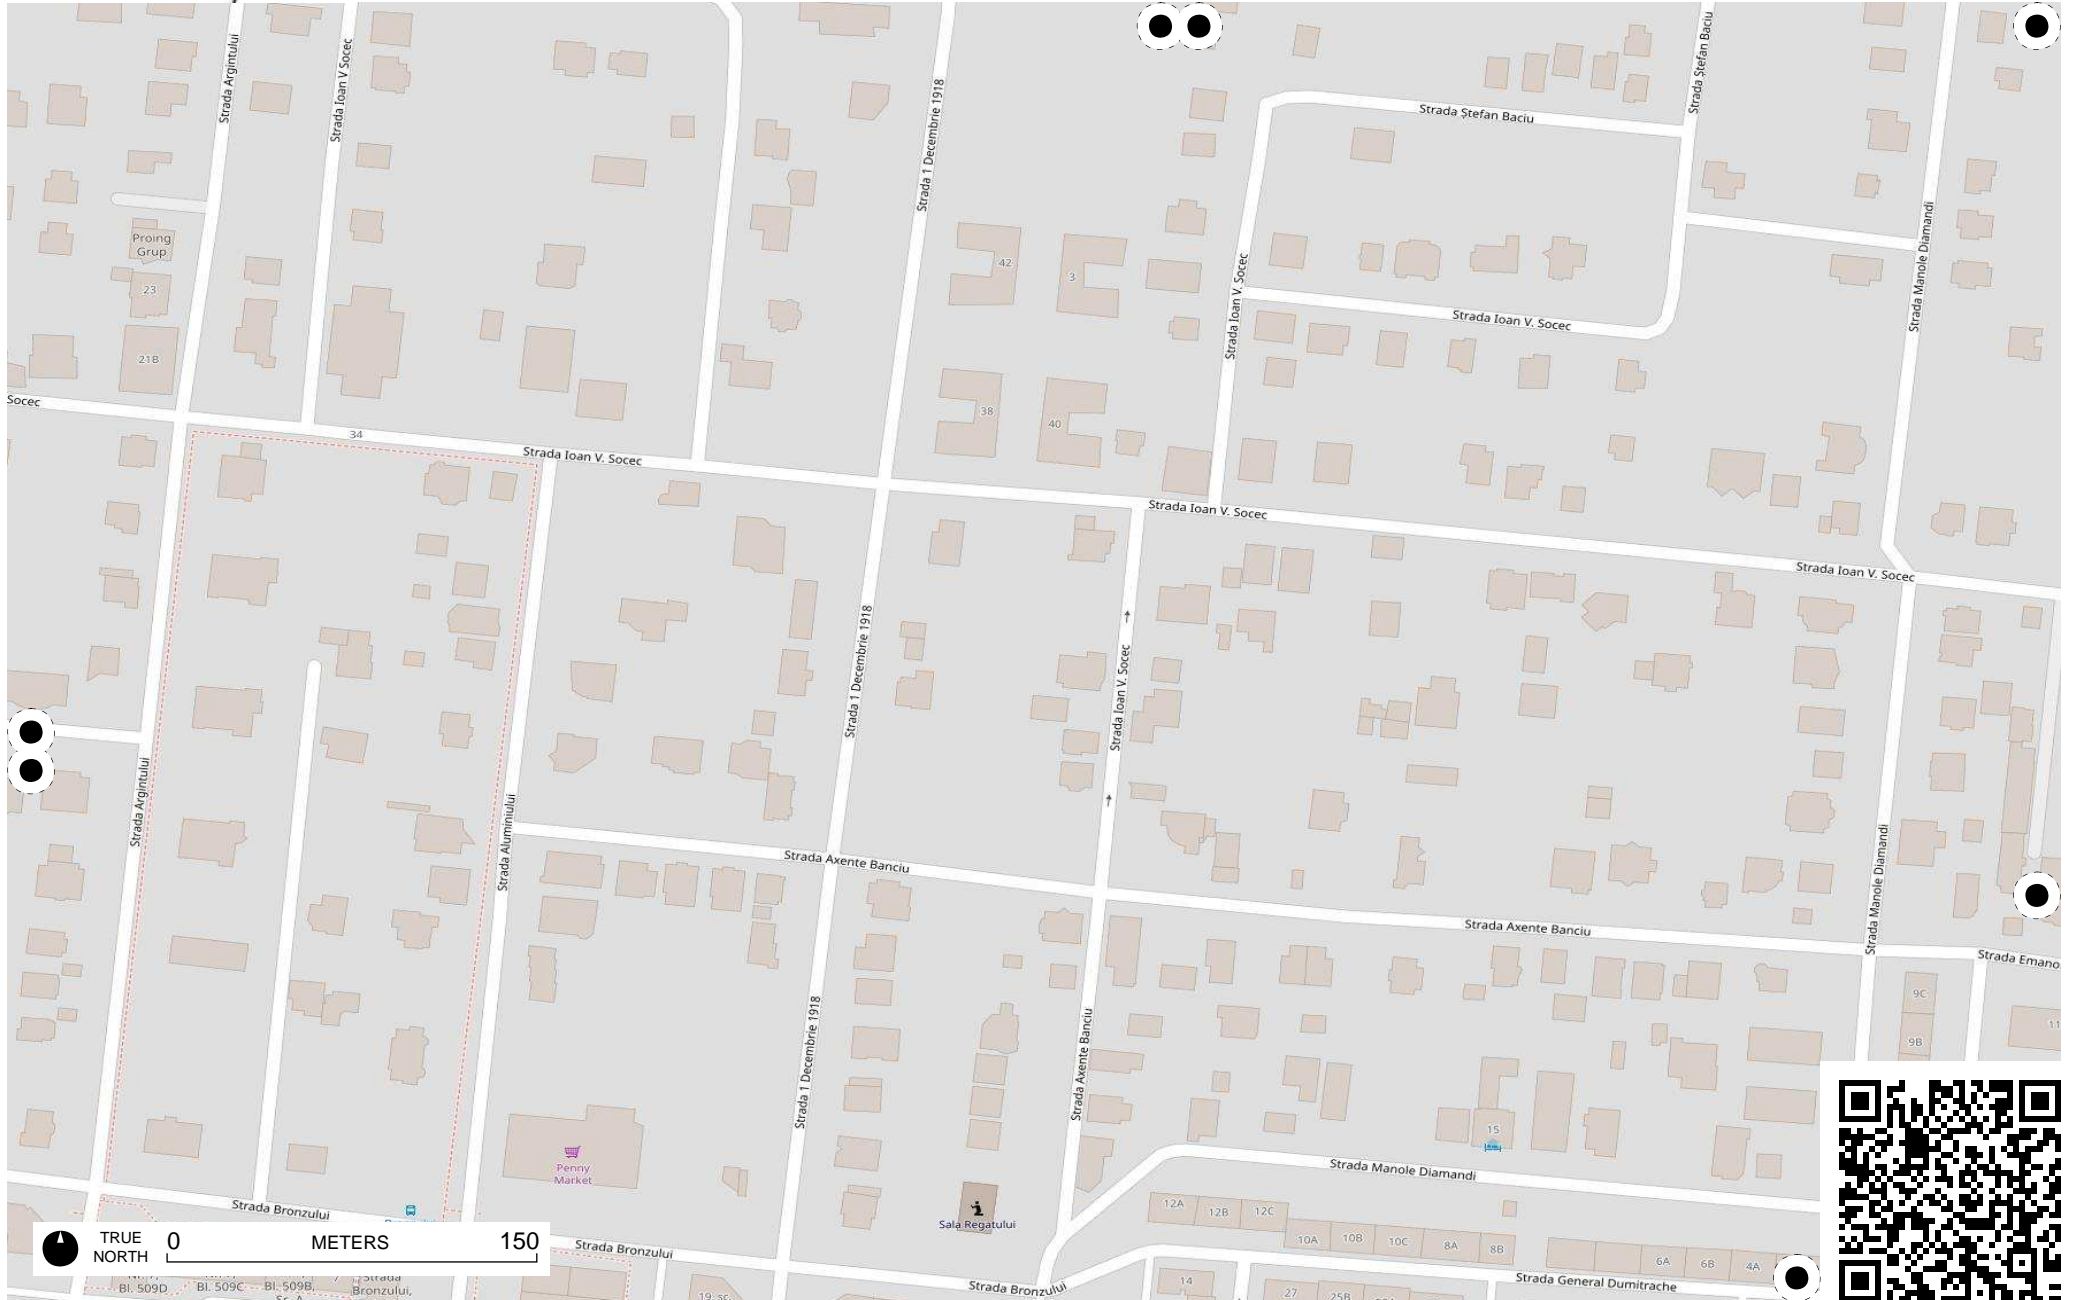 Strada Argintului
Strada Ioan V Socec
Strada 1 Decembrie 1918
Strada Ștefan Baciu
Strada Ștefan Baciu
Strada Manole Diamandi
Proing
Grup
23
21B
42
3
38
40
Strada Ioan V. Socec
Strada Ioan V. Socec
Socec
34
Strada Ioan V. Socec
Strada Ioan V. Socec
Strada Ioan V. Socec
Strada 1 Decembrie 1918
Strada Ioan V. Socec
Strada Argintului
Strada Aluminiului
Strada Axente Banciu
Strada Axente Banciu
Strada Manole Diamandi
Strada Emano
9C
9B
11
Strada 1 Decembrie 1918
Strada Axente Banciu
15
Penny
Market
Strada Manole Diamandi
Sala Regatului
12A
12B
12C
10A
10B
10C
8A
8B
6A
6B
4A
Strada Bronzului
Strada Bronzului
Strada Bronzului
Strada General Dumitrache
TRUE
NORTH
0
METERS
150
Bl. 509D
Bl. 509C
Bl. 509B,
Strada
Bronzului,
14
27
25B